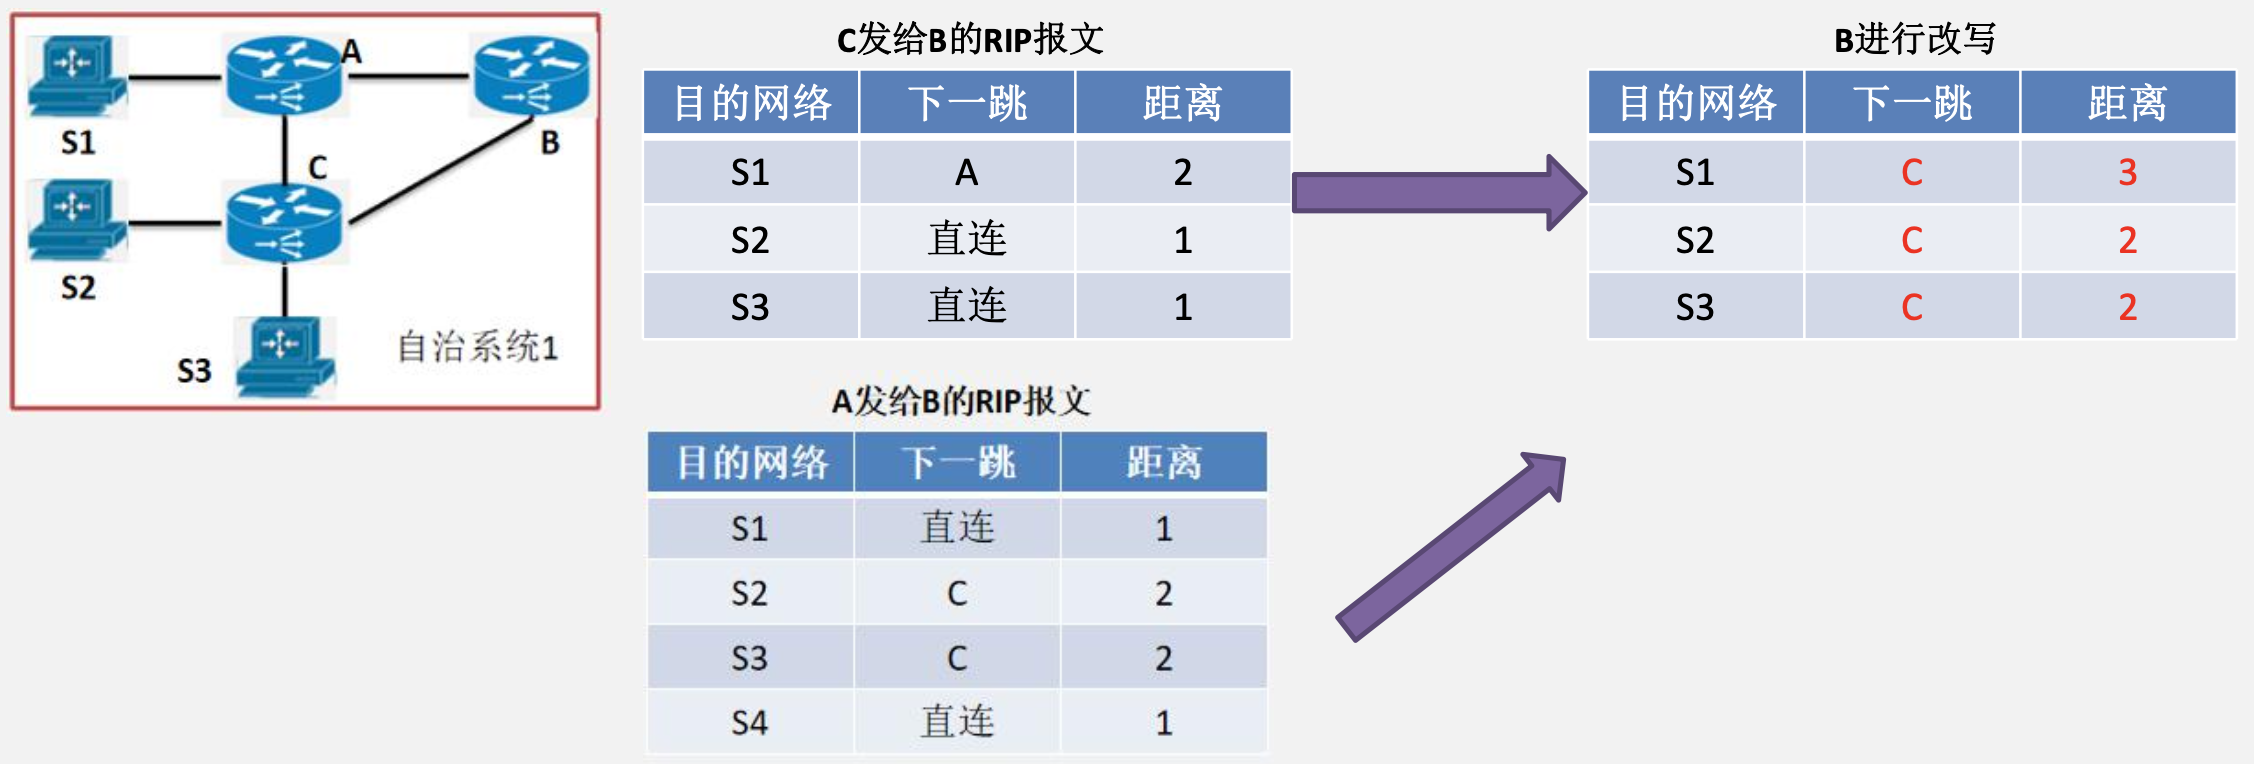 A
S1
B
C
S2
S3
自治系统1
C发给B的RIP报文
目的网络 下一跳 距离
S1 A 2
S2 直连 1
S3 直连 1
B进行改写
目的网络 下一跳 距离
S1 C 3
S2 C 2
S3 C 2
A发给B的RIP报文
目的网络 下一跳 距离
S1 直连 1
S2 C 2
S3 C 2
S4 直连 1